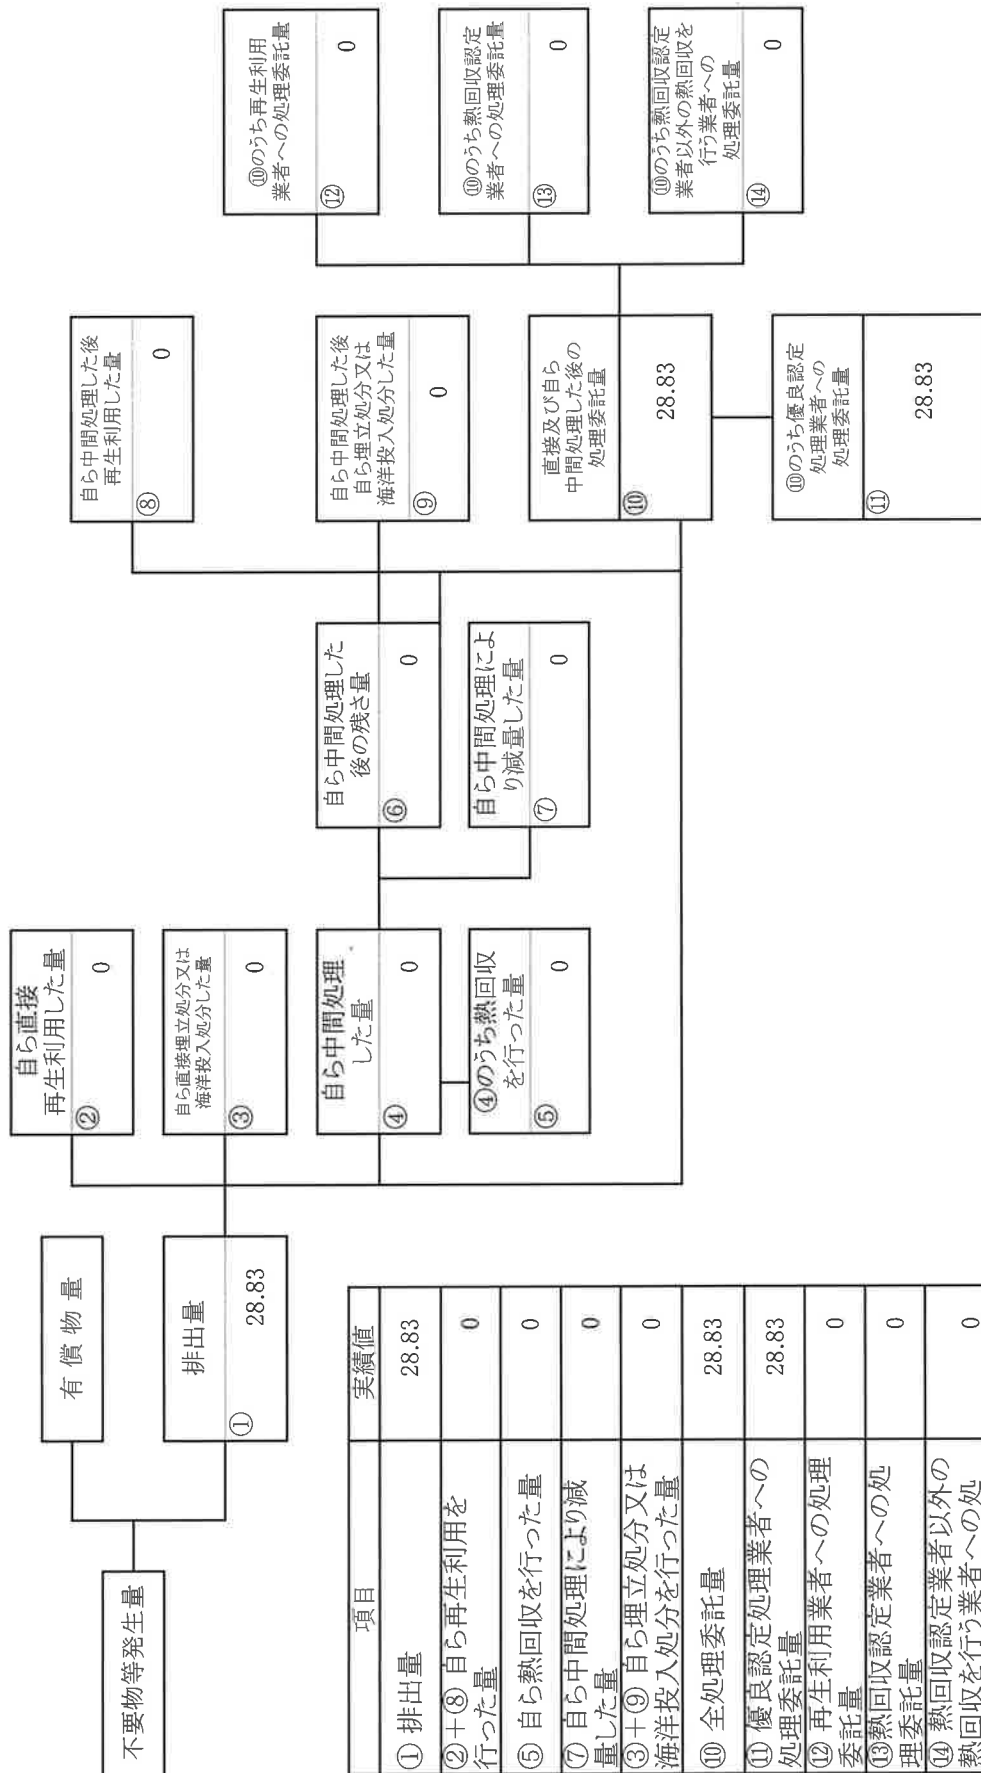 不要物等発生量
有 償 物 量
排出量
①
28.83
自ら直接
再生利用した量
②
0
自ら直接埋立処分又は
海洋投入処分した量
③
0
自ら中間処理
した量
④
0
④のうち熱回収
を行った量
⑤
0
自ら中間処理した
後の残さ量
⑥
0
自ら中間処理によ
り減量した量
⑦
0
自ら中間処理した後
再生利用した量
⑧
0
自ら中間処理した後
自ら埋立処分又は
海洋投入処分した量
⑨
0
直接及び自ら
中間処理した後の
処理委託量
⑩
28.83
⑩のうち優良認定
処理業者への
処理委託量
⑪
28.83
⑩のうち再生利用
業者への処理委託量
⑫
0
⑩のうち熱回収認定
業者への処理委託量
⑬
0
⑩のうち熱回収認定
業者以外の熱回収を
行う業者への
処理委託量
⑭
0
項目 実績値
① 排出量 28.83
②＋⑧ 自ら再生利用を
行った量 0
⑤ 自ら熱回収を行った量 0
⑦ 自ら中間処理により減
量した量 0
③＋⑨ 自ら埋立処分又は
海洋投入処分を行った量 0
⑩ 全処理委託量 28.83
⑪ 優良認定処理業者への
処理委託量 28.83
⑫ 再生利用業者への処理
委託量 0
⑬熱回収認定業者への処
理委託量 0
⑭ 熱回収認定業者以外の
熱回収を行う業者への処 0